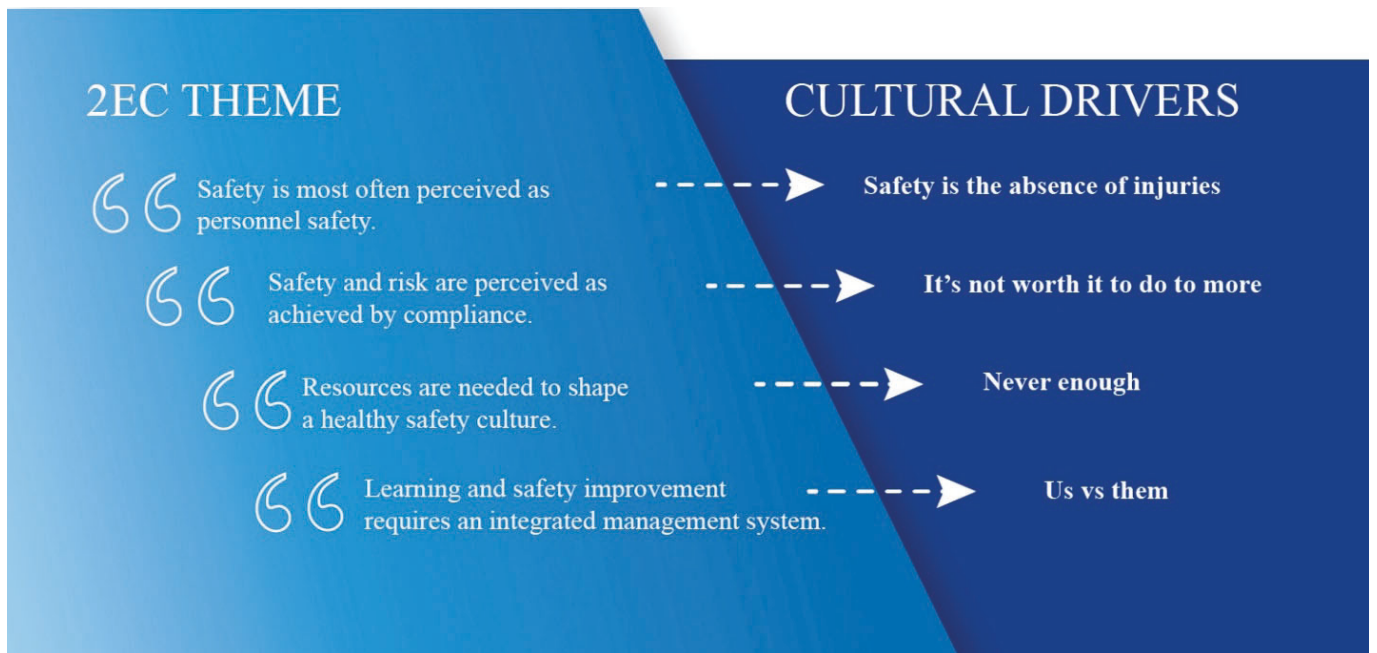 2EC THEME
CULTURAL DRIVERS
Safety is most often perceived as
personnel safety.
Safety is the absence of injuries
Safety and risk are perceived as
achieved by compliance.
It’s not worth it to do to more
Resources are needed to shape
a healthy safety culture.
Never enough
Learning and safety improvement
requires an integrated management system.
Us vs them